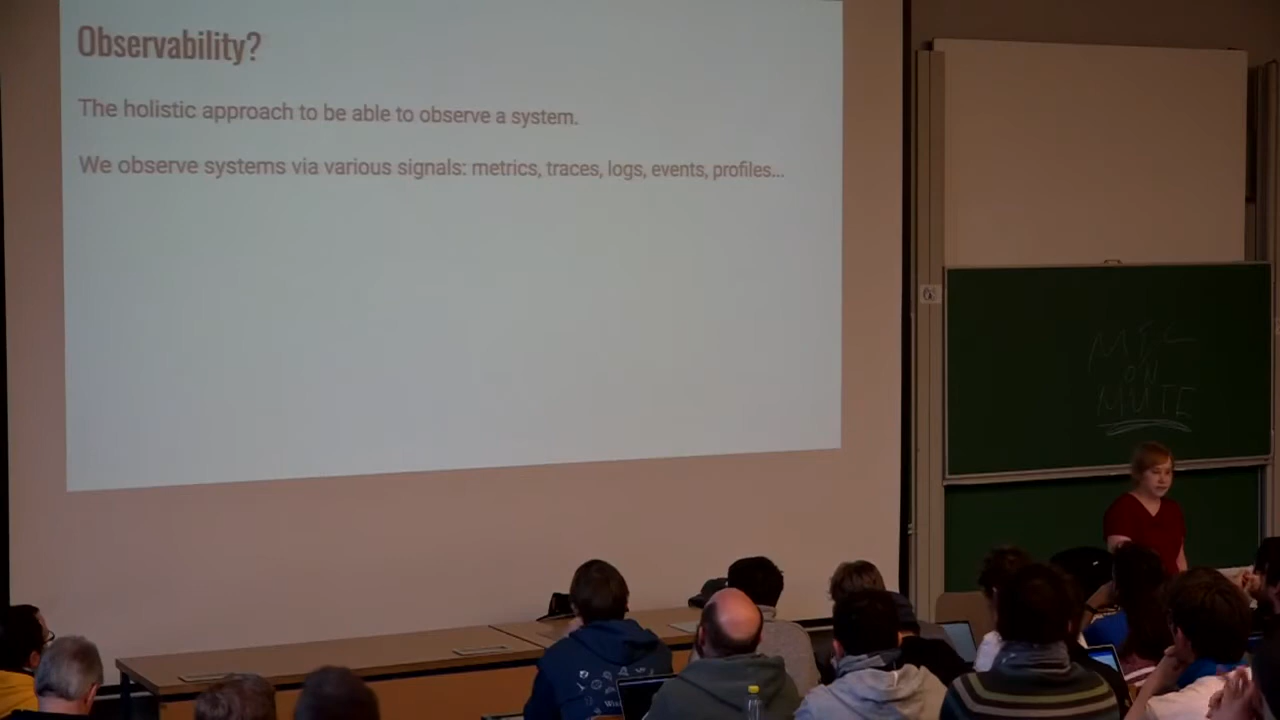 Observability?
The holistic approach to be able to observe a system.
We observe systems via various signals: metrics, traces, logs, events, profiles...
MIC
ON
MUTE